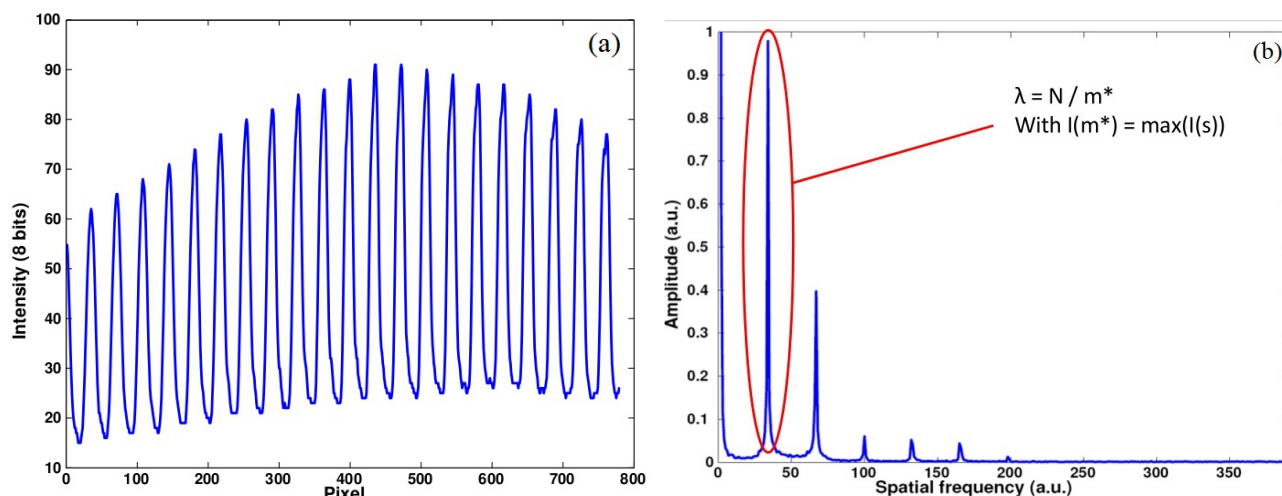 (a)
100
90
80
70
60
50
40
30
20
10
Intensity (8 bits)
0 100 200 300 400 500 600 700 800
Pixel
(b)
1
0.9
0.8
0.7
0.6
0.5
0.4
0.3
0.2
0.1
0
Amplitude (a.u.)
λ = N / m*
With I(m*) = max(I(s))
0 50 100 150 200 250 300 350
Spatial frequency (a.u.)